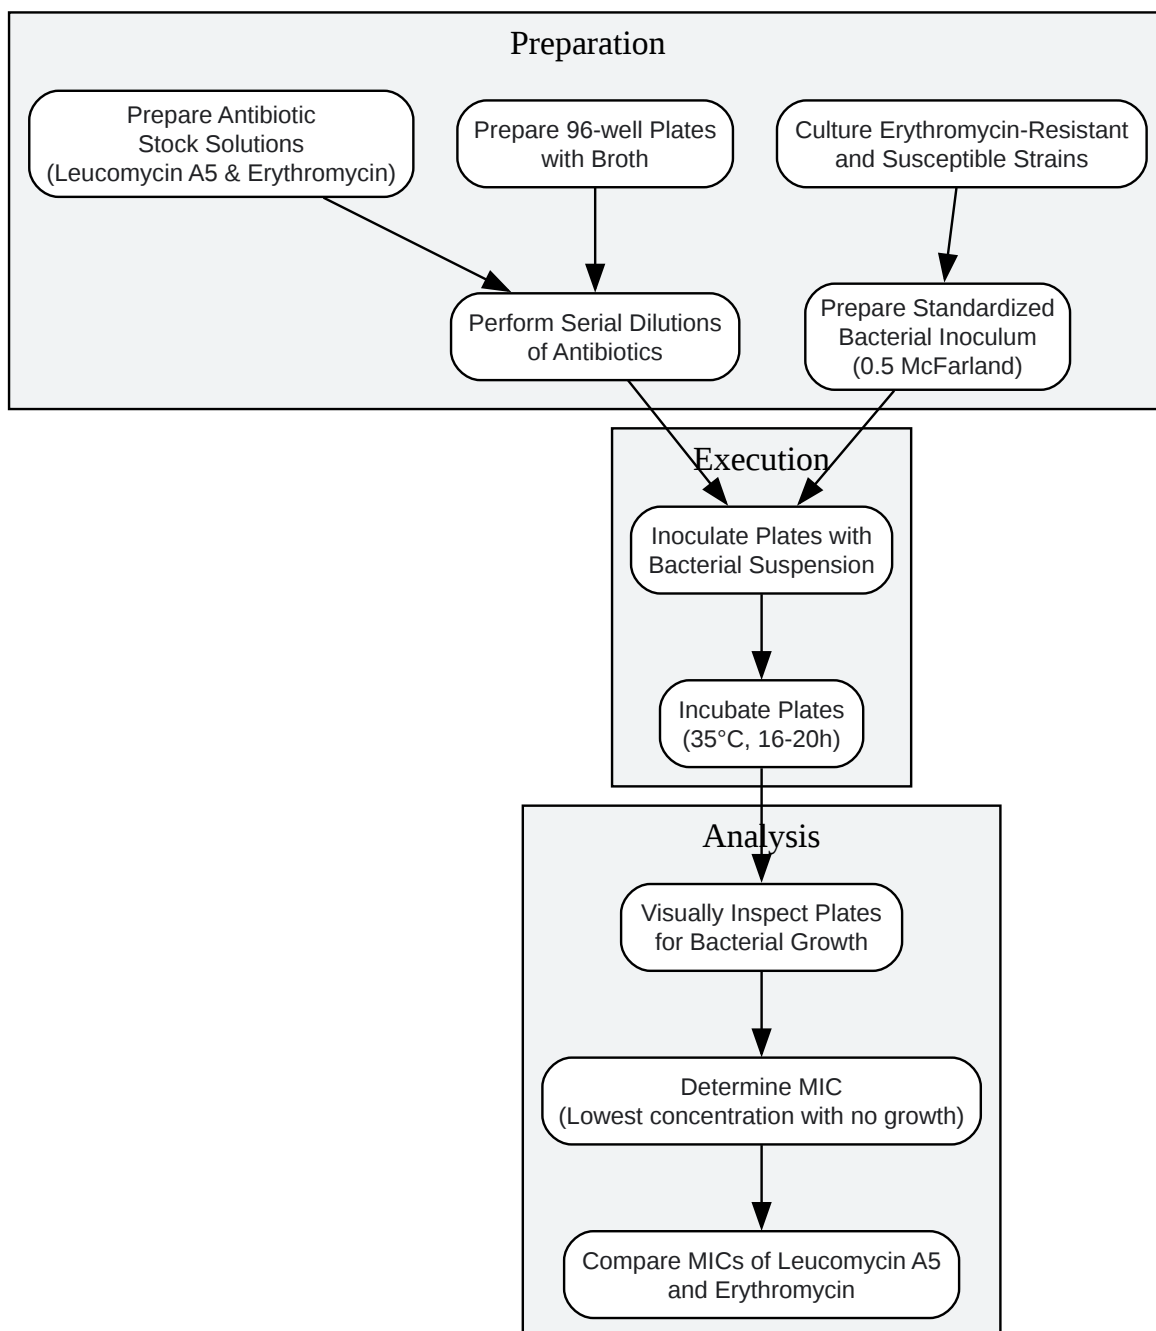 Preparation
Prepare Antibiotic
Stock Solutions
(Leucomycin A5 & Erythromycin)
Prepare 96-well Plates
with Broth
Culture Erythromycin-Resistant
and Susceptible Strains
Perform Serial Dilutions
of Antibiotics
Prepare Standardized
Bacterial Inoculum
(0.5 McFarland)
Execution
Inoculate Plates with
Bacterial Suspension
Incubate Plates
(35°C, 16-20h)
Analysis
Visually Inspect Plates
for Bacterial Growth
Determine MIC
(Lowest concentration with no growth)
Compare MICs of Leucomycin A5
and Erythromycin